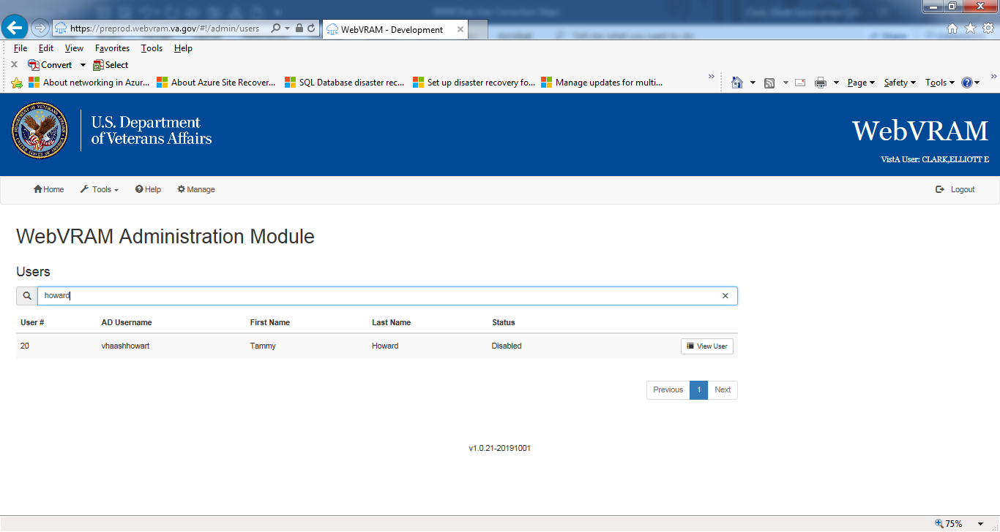 https://preprod.webvram.va.gov/#!/admin/users
WebVRAM - Development
File Edit View Favorites Tools Help
Convert Select
About networking in Azur... About Azure Site Recover... SQL Database disaster rec... Set up disaster recovery fo... Manage updates for multi... Page Safety Tools
U.S. Department
of Veterans Affairs
WebVRAM
VistA User: CLARK,ELLIOTT E
Home Tools Help Manage Logout
WebVRAM Administration Module
Users
howard
User # AD Username First Name Last Name Status
20 vhaashhowart Tammy Howard Disabled View User
Previous 1 Next
v1.0.21-20191001
75%